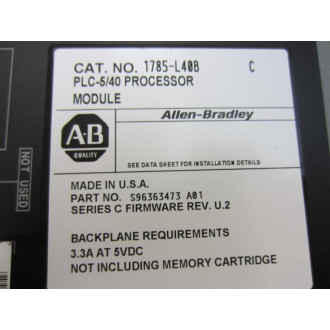 CAT. NO. 1785-L40B C
PLC-5/40 PROCESSOR
MODULE
Allen-Bradley
A-B
QUALITY
SEE DATA SHEET FOR INSTALLATION DETAILS
MADE IN U.S.A.
PART NO. S96363473 A01
SERIES C FIRMWARE REV. U.2
BACKPLANE REQUIREMENTS
3.3A AT 5VDC
NOT INCLUDING MEMORY CARTRIDGE
NOT USED